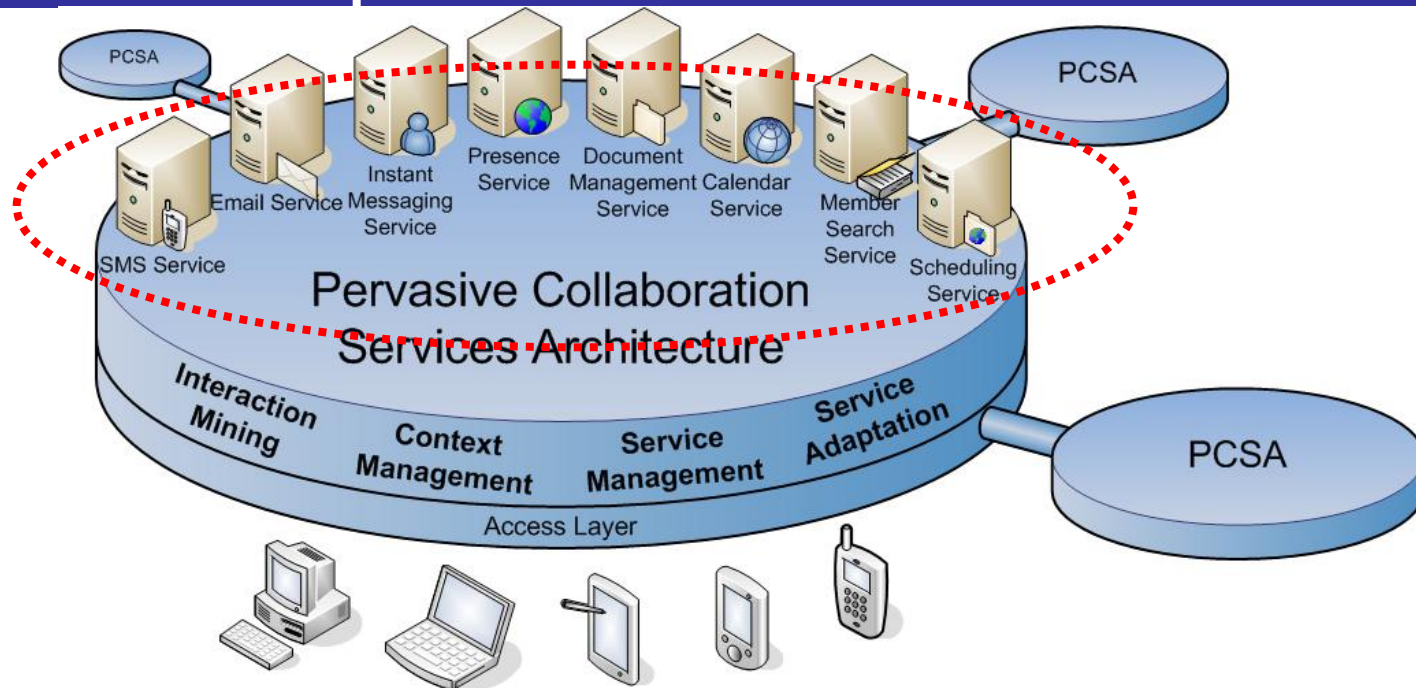 PCSA
PCSA
SMS Service
Email Service
Instant
Messaging
Service
Presence
Service
Document
Management
Service
Calendar
Service
Member
Search
Service
Scheduling
Service
Pervasive Collaboration
Services Architecture
Interaction
Mining
Context
Management
Service
Management
Service
Adaptation
PCSA
Access Layer